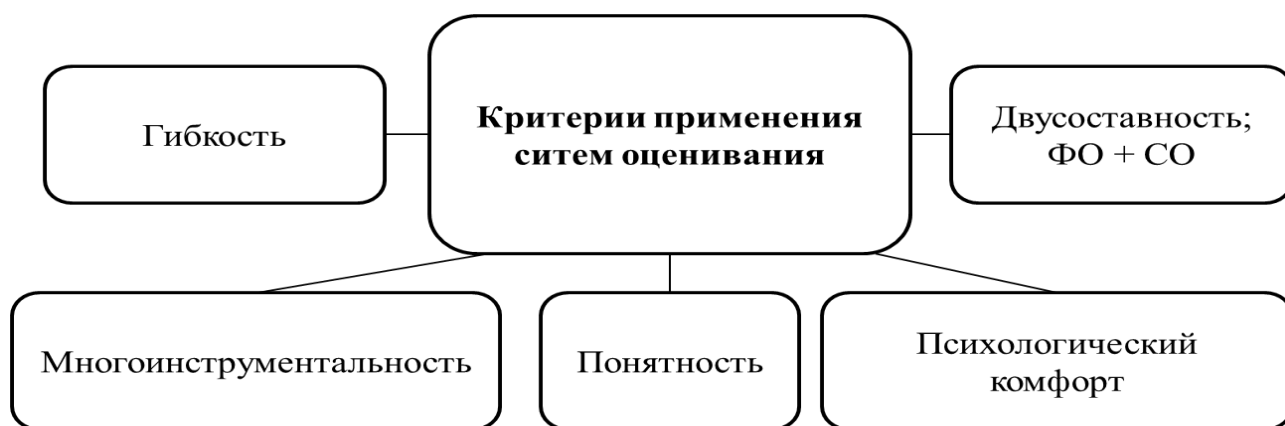 Гибкость
Критерии применения
ситем оценивания
Двусоставность;
ФО + СО
Многоинструментальность
Понятность
Психологический
комфорт